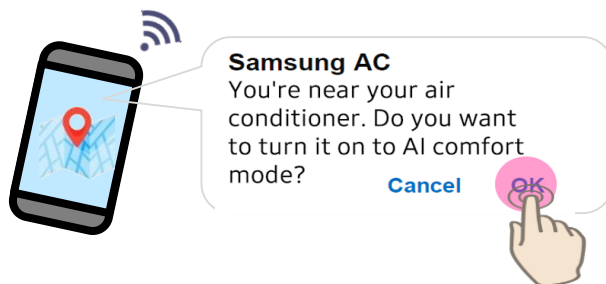 Samsung AC
You're near your air
conditioner. Do you want
to turn it on to AI comfort
mode?
Cancel OK